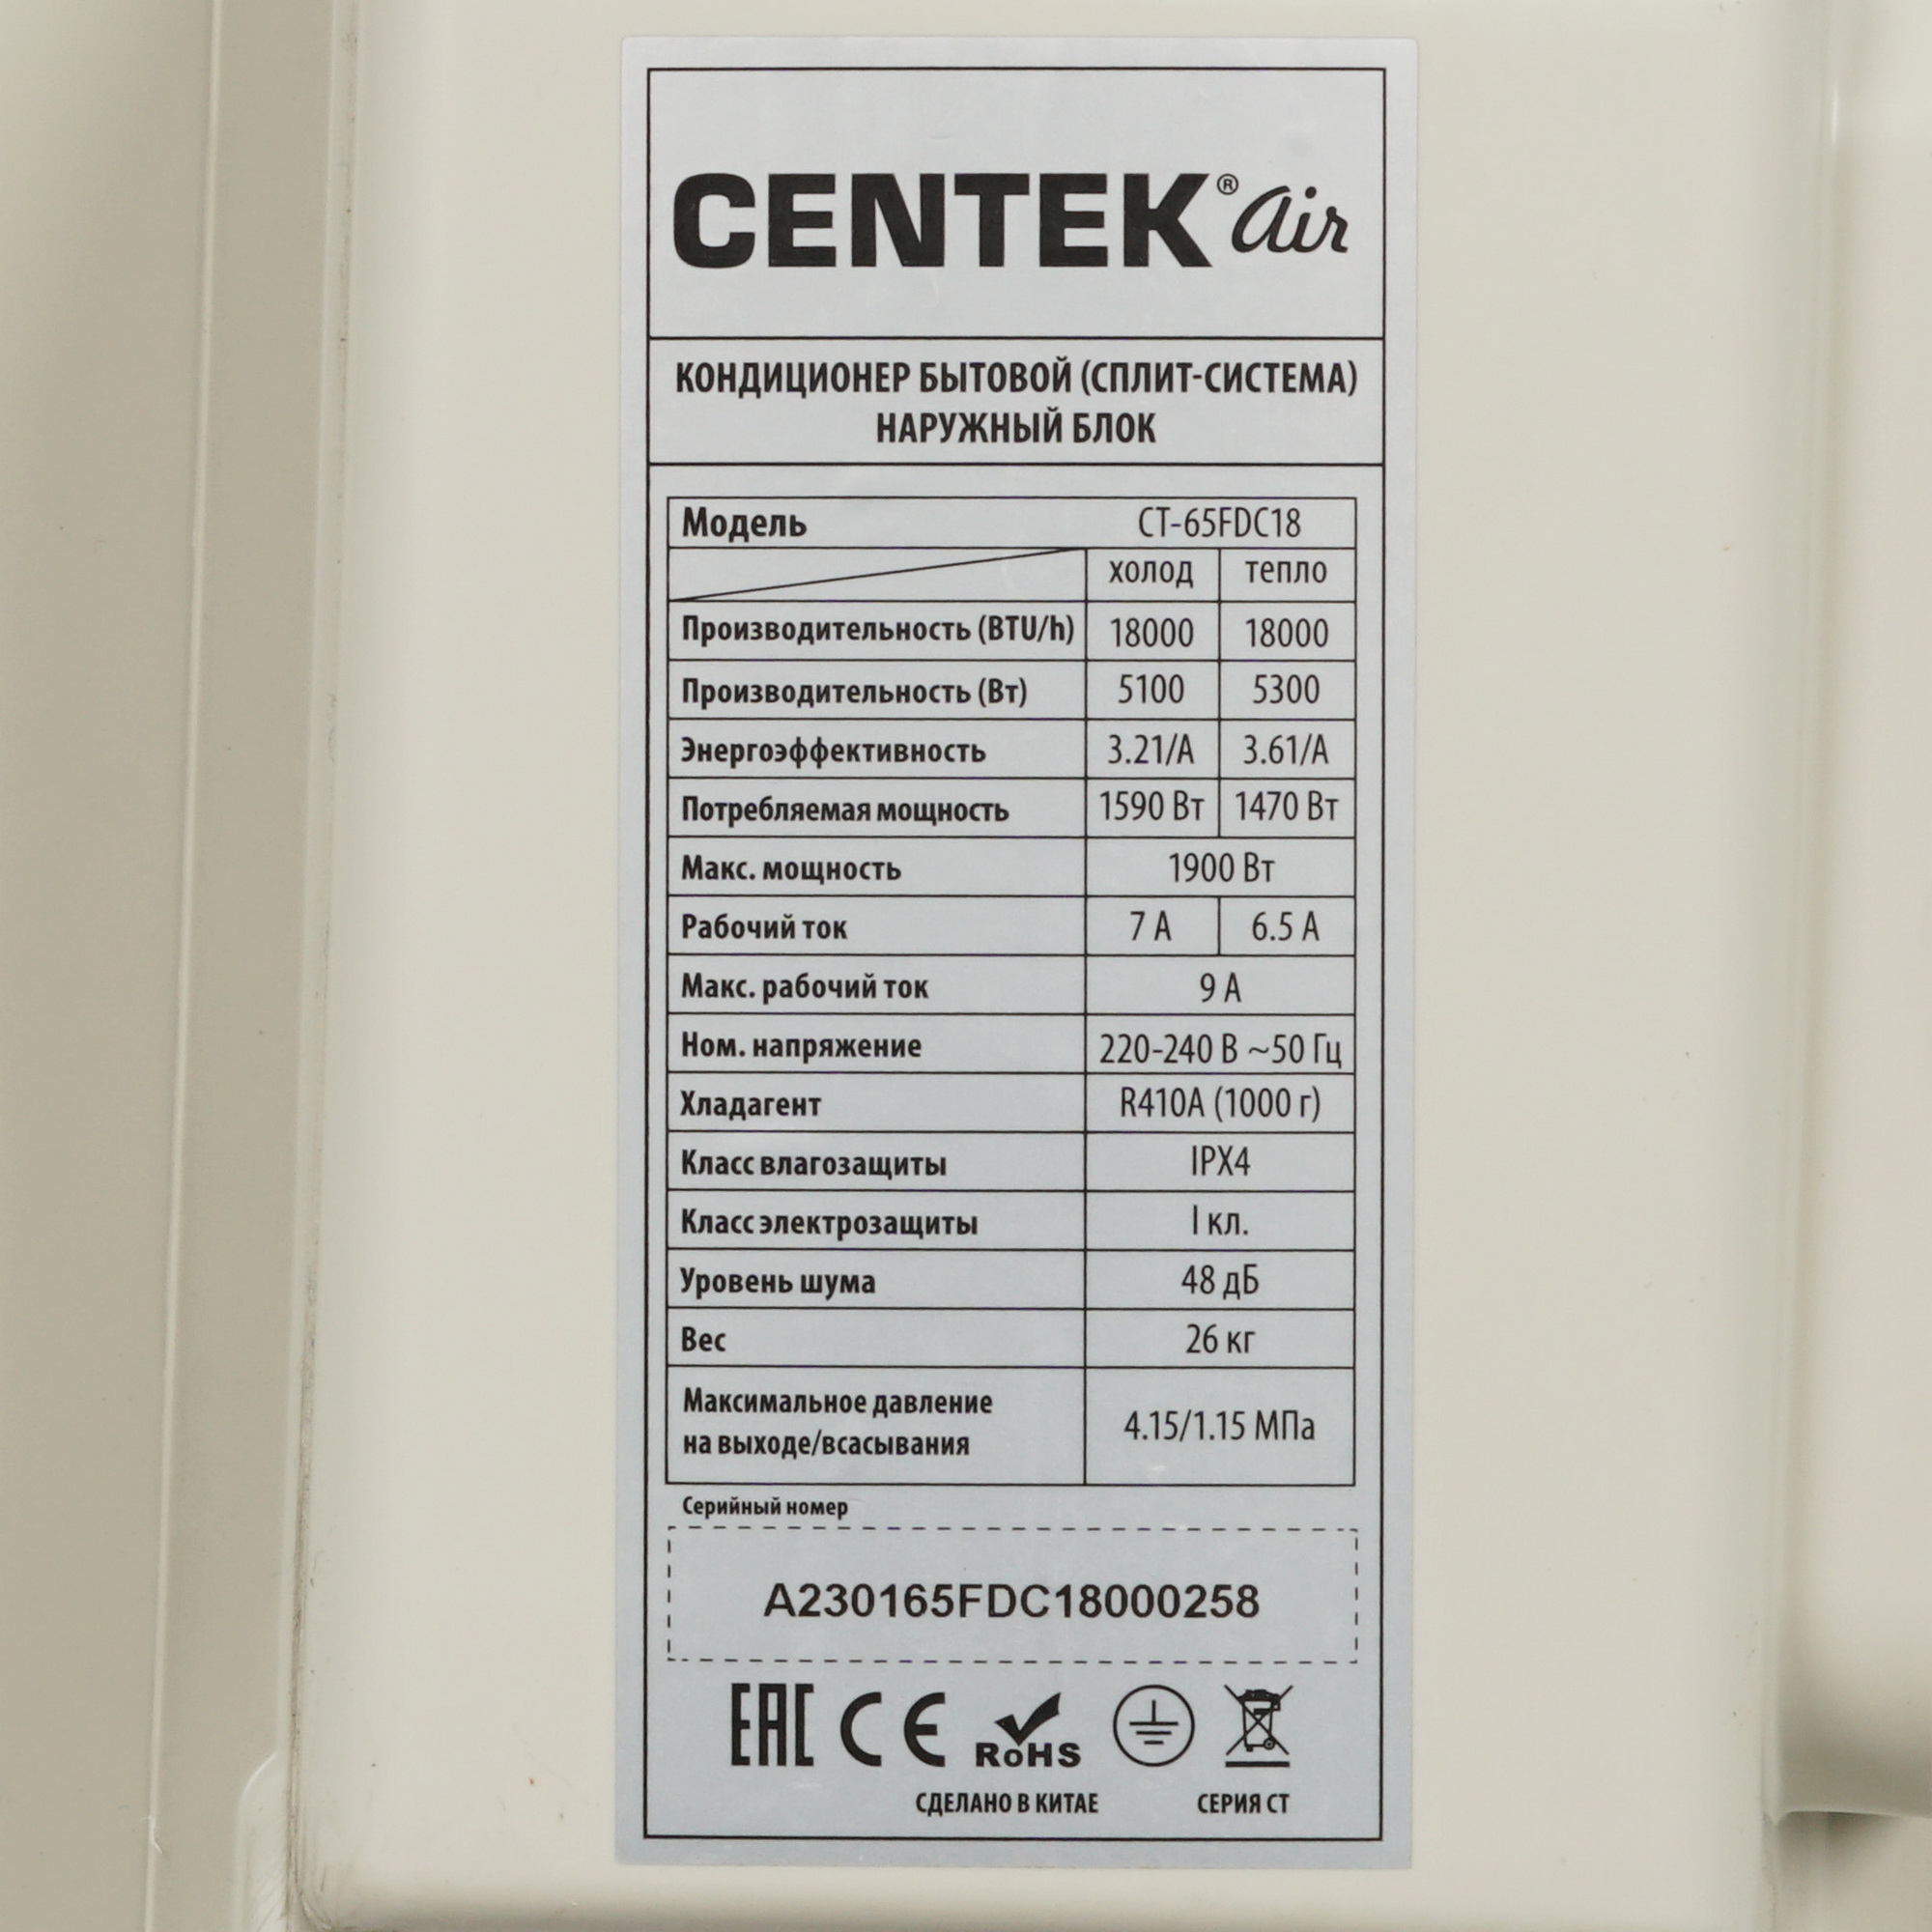 CENTEK® air
КОНДИЦИОНЕР БЫТОВОЙ (СПЛИТ-СИСТЕМА)
НАРУЖНЫЙ БЛОК
Модель CT-65FDC18
холод тепло
Производительность (BTU/h) 18000 18000
Производительность (Вт) 5100 5300
Энергоэффективность 3.21/A 3.61/A
Потребляемая мощность 1590 Вт 1470 Вт
Макс. мощность 1900 Вт
Рабочий ток 7 А 6.5 А
Макс. рабочий ток 9 А
Ном. напряжение 220-240 В ~50 Гц
Хладагент R410A (1000 г)
Класс влагозащиты IPX4
Класс электрозащиты I кл.
Уровень шума 48 дБ
Вес 26 кг
Максимальное давление
на выходе/всасывания 4.15/1.15 МПа
Серийный номер
A230165FDC18000258
EAC CE RoHS
СДЕЛАНО В КИТАЕ СЕРИЯ СТ